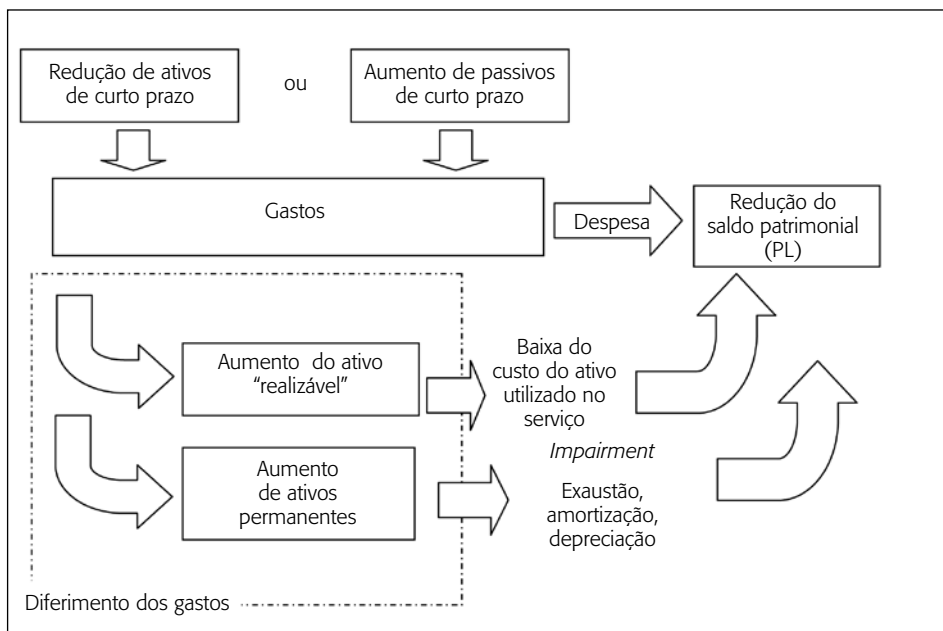 Redução de ativos
de curto prazo
ou
Aumento de passivos
de curto prazo
Gastos
Despesa
Redução do
saldo patrimonial
(PL)
Aumento do ativo
“realizável”
Baixa do
custo do ativo
utilizado no
serviço
Impairment
Aumento
de ativos
permanentes
Exaustão,
amortização,
depreciação
Diferimento dos gastos